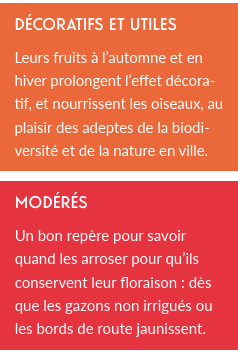 DÉCORATIFS ET UTILES
Leurs fruits à l'automne et en
hiver prolongent l'effet décora-
tif, et nourrissent les oiseaux, au
plaisir des adeptes de la biodi-
versité et de la nature en ville.
MODÉRÉS
Un bon repère pour savoir
quand les arroser pour qu'ils
conservent leur floraison : dès
que les gazons non irrigués ou
les bords de route jaunissent.